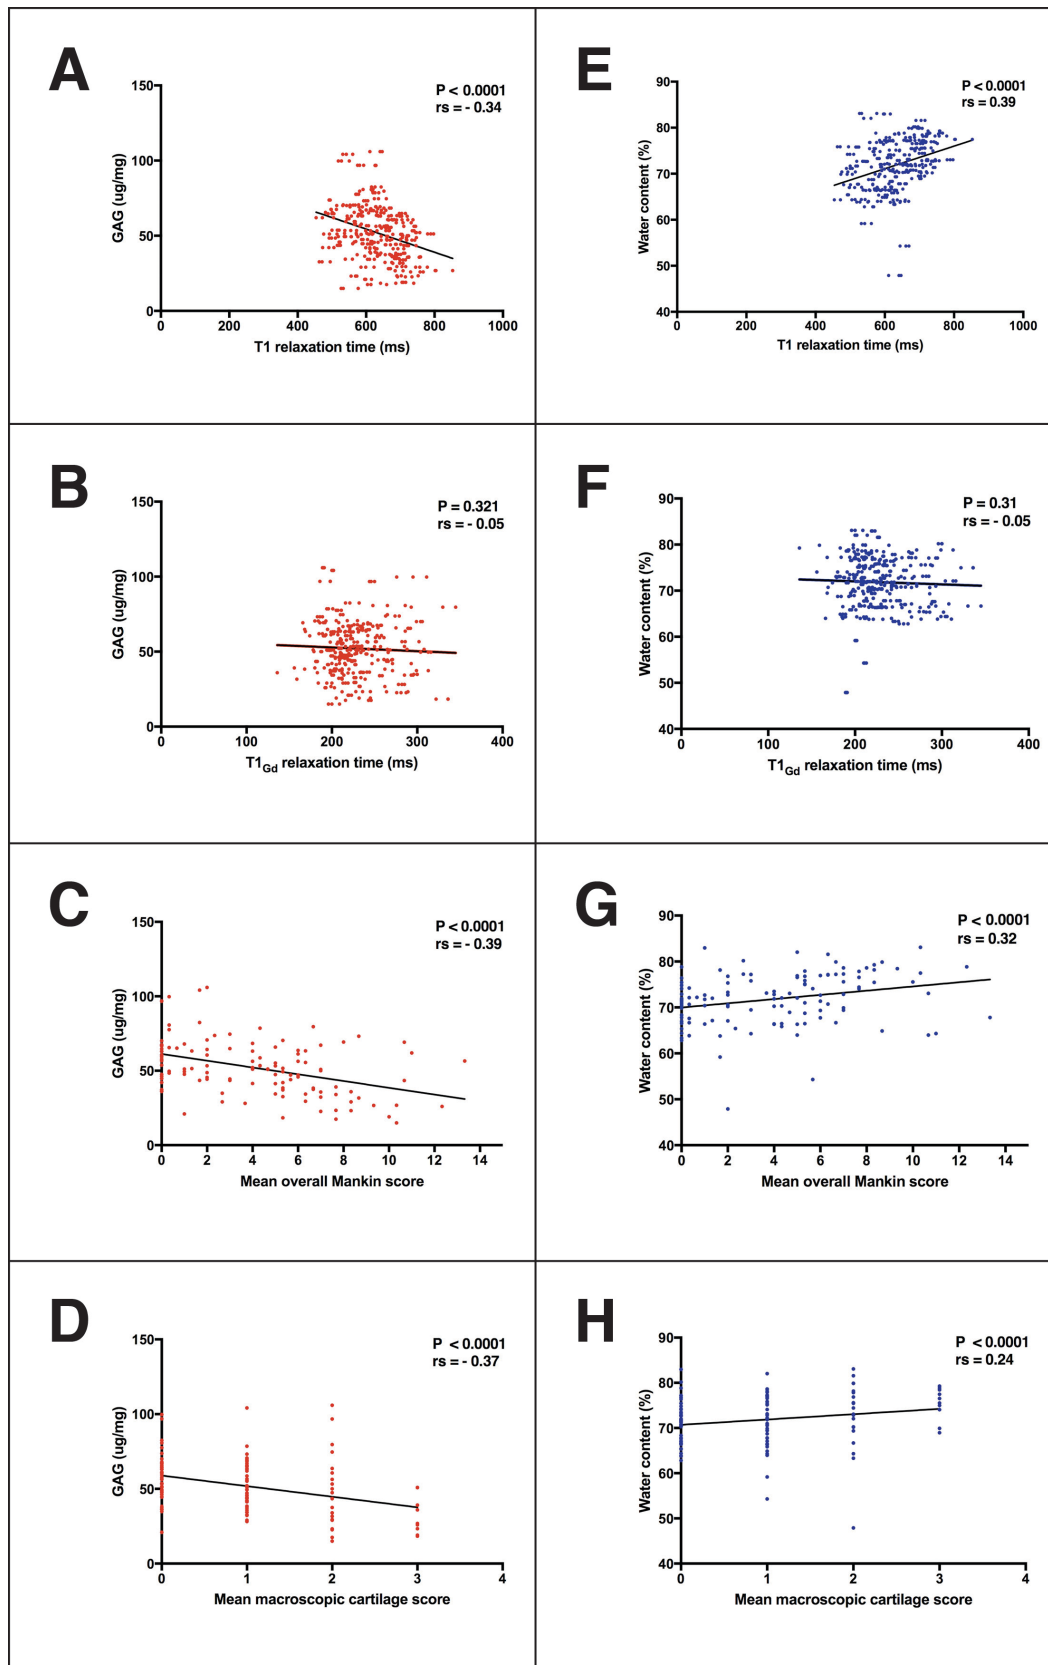 A
P < 0.0001
rs = - 0.34
GAG (ug/mg)
150
100
50
0
0 200 400 600 800 1000
T1 relaxation time (ms)
E
P < 0.0001
rs = 0.39
Water content (%)
90
80
70
60
50
40
0 200 400 600 800 1000
T1 relaxation time (ms)
B
P = 0.321
rs = - 0.05
GAG (ug/mg)
150
100
50
0
0 100 200 300 400
T1Gd relaxation time (ms)
F
P = 0.31
rs = - 0.05
Water content (%)
90
80
70
60
50
40
0 100 200 300 400
T1Gd relaxation time (ms)
C
P < 0.0001
rs = - 0.39
GAG (ug/mg)
150
100
50
0
0 2 4 6 8 10 12 14
Mean overall Mankin score
G
P < 0.0001
rs = 0.32
Water content (%)
90
80
70
60
50
40
0 2 4 6 8 10 12 14
Mean overall Mankin score
D
P < 0.0001
rs = - 0.37
GAG (ug/mg)
150
100
50
0
0 1 2 3 4
Mean macroscopic cartilage score
H
P < 0.0001
rs = 0.24
Water content (%)
90
80
70
60
50
40
0 1 2 3 4
Mean macroscopic cartilage score